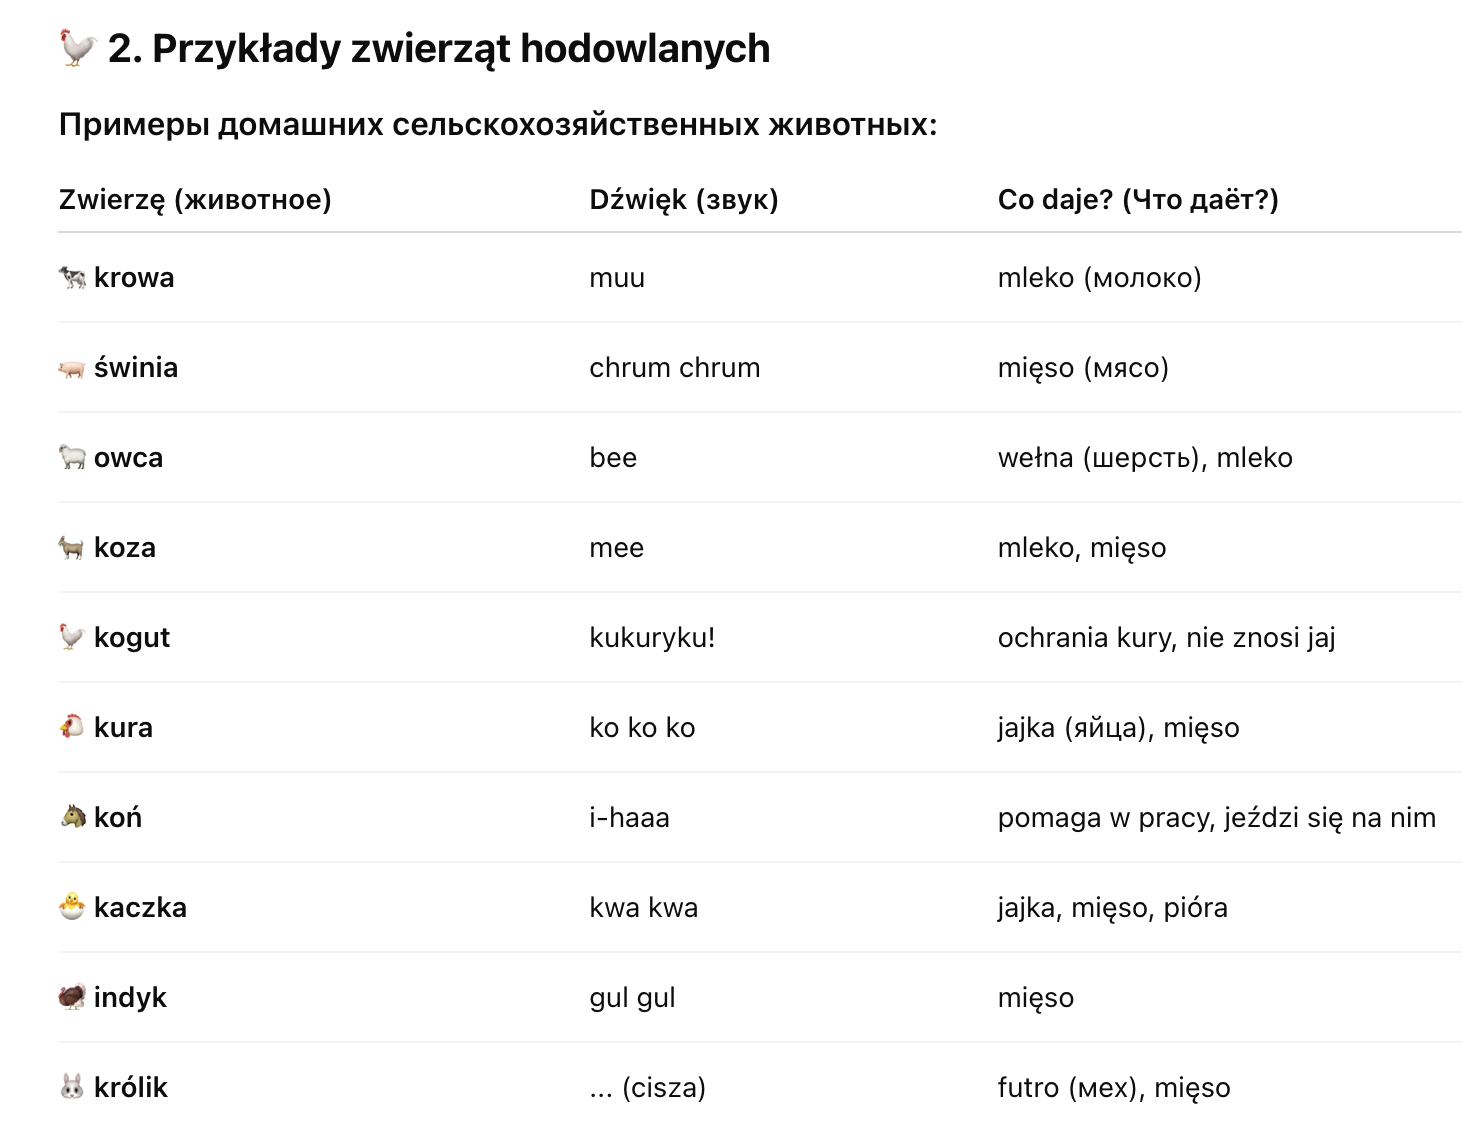 🐓 2. Przykłady zwierząt hodowlanych
Примеры домашних сельскохозяйственных животных:
Zwierzę (животное) Dźwięk (звук) Co daje? (Что даёт?)
🐄 krowa muu mleko (молоко)
🐖 świnia chrum chrum mięso (мясо)
🐑 owca bee wełna (шерсть), mleko
🐐 koza mee mleko, mięso
🐓 kogut kukuryku! ochrania kury, nie znosi jaj
🐔 kura ko ko ko jajka (яйца), mięso
🐴 koń i-haaa pomaga w pracy, jeździ się na nim
🐣 kaczka kwa kwa jajka, mięso, pióra
🦃 indyk gul gul mięso
🐰 królik ... (cisza) futro (мех), mięso